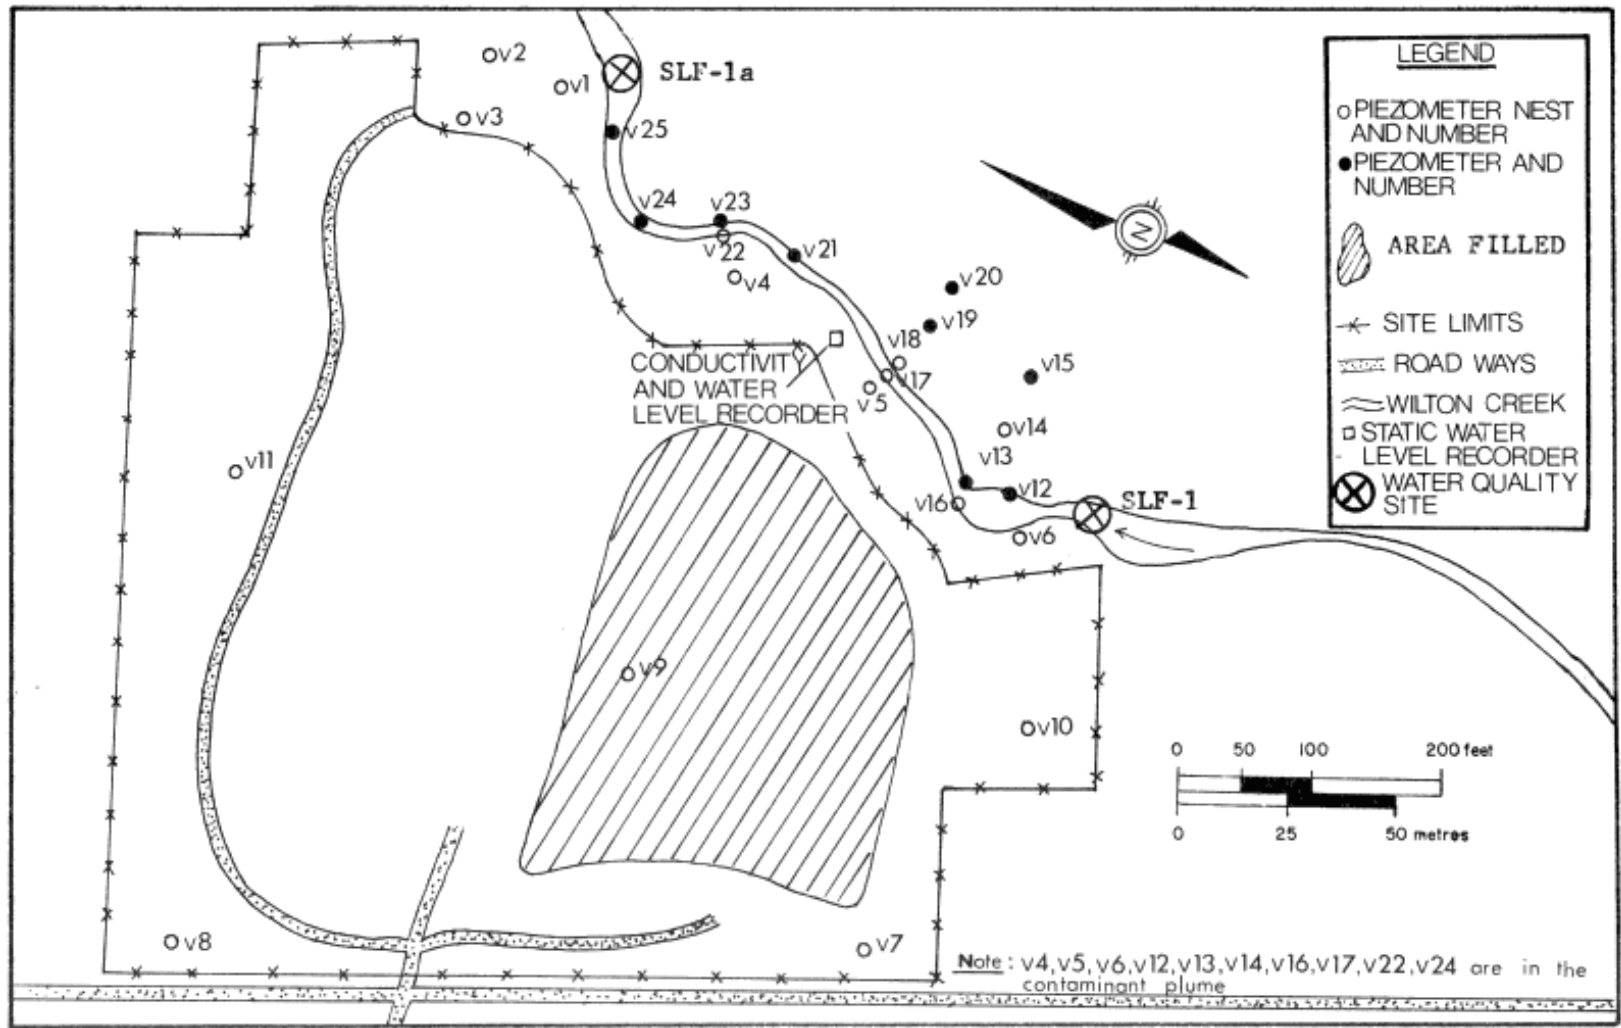 v2
v1
SLF-1a
v3
v25
v24
v23
v22
v21
v4
v20
v19
v18
v17
v5
v15
v14
v13
v12
v16
SLF-1
v6
CONDUCTIVITY
AND WATER
LEVEL RECORDER
v11
v9
v10
v8
v7
N
LEGEND
PIEZOMETER NEST
AND NUMBER
PIEZOMETER AND
NUMBER
AREA FILLED
SITE LIMITS
ROAD WAYS
WILTON CREEK
STATIC WATER
LEVEL RECORDER
WATER QUALITY
SITE
0 50 100 200 feet
0 25 50 metres
Note: v4,v5,v6,v12,v13,v14,v16,v17,v22,v24 are in the
contaminant plume